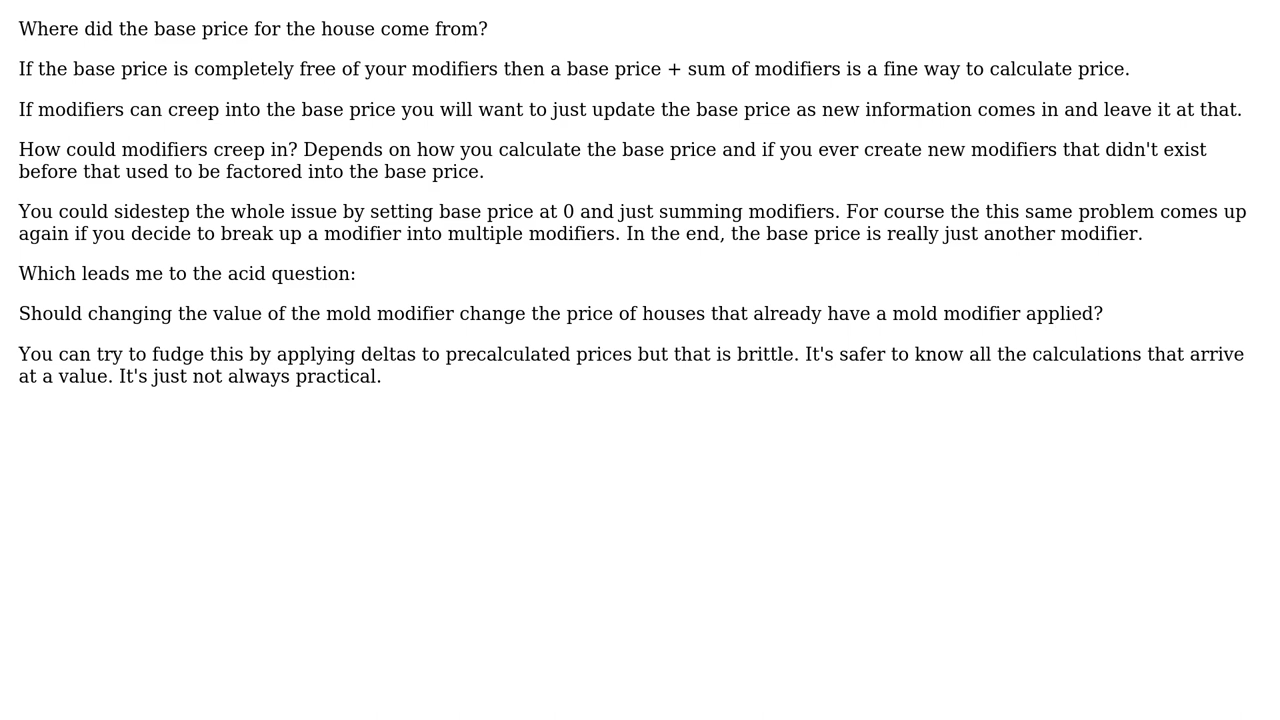 Where did the base price for the house come from?
If the base price is completely free of your modifiers then a base price + sum of modifiers is a fine way to calculate price.
If modifiers can creep into the base price you will want to just update the base price as new information comes in and leave it at that.
How could modifiers creep in? Depends on how you calculate the base price and if you ever create new modifiers that didn't exist
before that used to be factored into the base price.
You could sidestep the whole issue by setting base price at 0 and just summing modifiers. For course the this same problem comes up
again if you decide to break up a modifier into multiple modifiers. In the end, the base price is really just another modifier.
Which leads me to the acid question:
Should changing the value of the mold modifier change the price of houses that already have a mold modifier applied?
You can try to fudge this by applying deltas to precalculated prices but that is brittle. It's safer to know all the calculations that arrive
at a value. It's just not always practical.